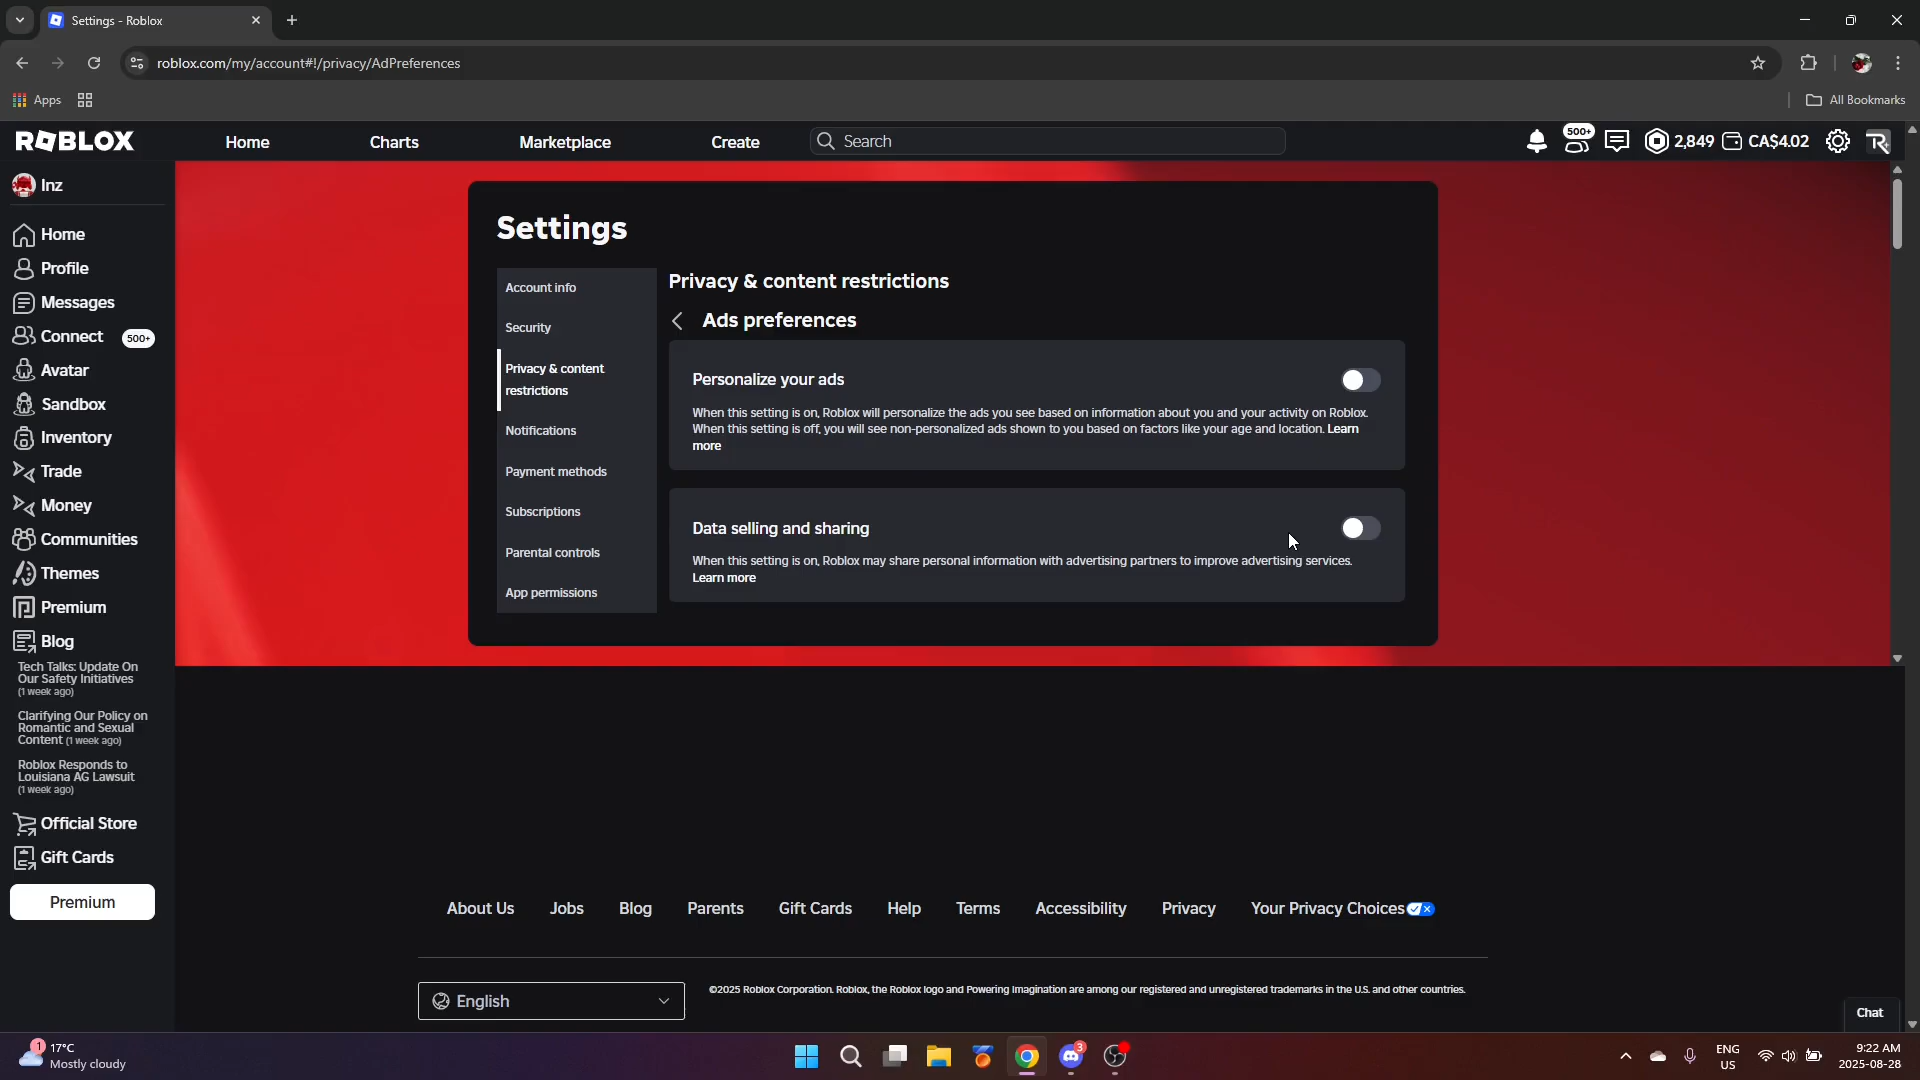 Settings - Roblox
roblox.com/my/account#!/privacy/AdPreferences
Apps
All Bookmarks
ROBLOX
Home
Charts
Marketplace
Create
Search
500+
2,849
CA$4.02
Inz
Home
Profile
Messages
Connect
500+
Avatar
Sandbox
Inventory
Trade
Money
Communities
Themes
Premium
Blog
Tech Talks: Update On
Our Safety Initiatives
(1 week ago)
Clarifying Our Policy on
Romantic and Sexual
Content (1 week ago)
Roblox Responds to
Louisiana AG Lawsuit
(1 week ago)
Official Store
Gift Cards
Premium
Settings
Account info
Security
Privacy & content
restrictions
Notifications
Payment methods
Subscriptions
Parental controls
App permissions
Privacy & content restrictions
Ads preferences
Personalize your ads
When this setting is on, Roblox will personalize the ads you see based on information about you and your activity on Roblox.
When this setting is off, you will see non-personalized ads shown to you based on factors like your age and location. Learn
more
Data selling and sharing
When this setting is on, Roblox may share personal information with advertising partners to improve advertising services.
Learn more
About Us
Jobs
Blog
Parents
Gift Cards
Help
Terms
Accessibility
Privacy
Your Privacy Choices
English
©2025 Roblox Corporation. Roblox, the Roblox logo and Powering Imagination are among our registered and unregistered trademarks in the U.S. and other countries.
Chat
1
17°C
Mostly cloudy
3
ENG
US
9:22 AM
2025-08-28